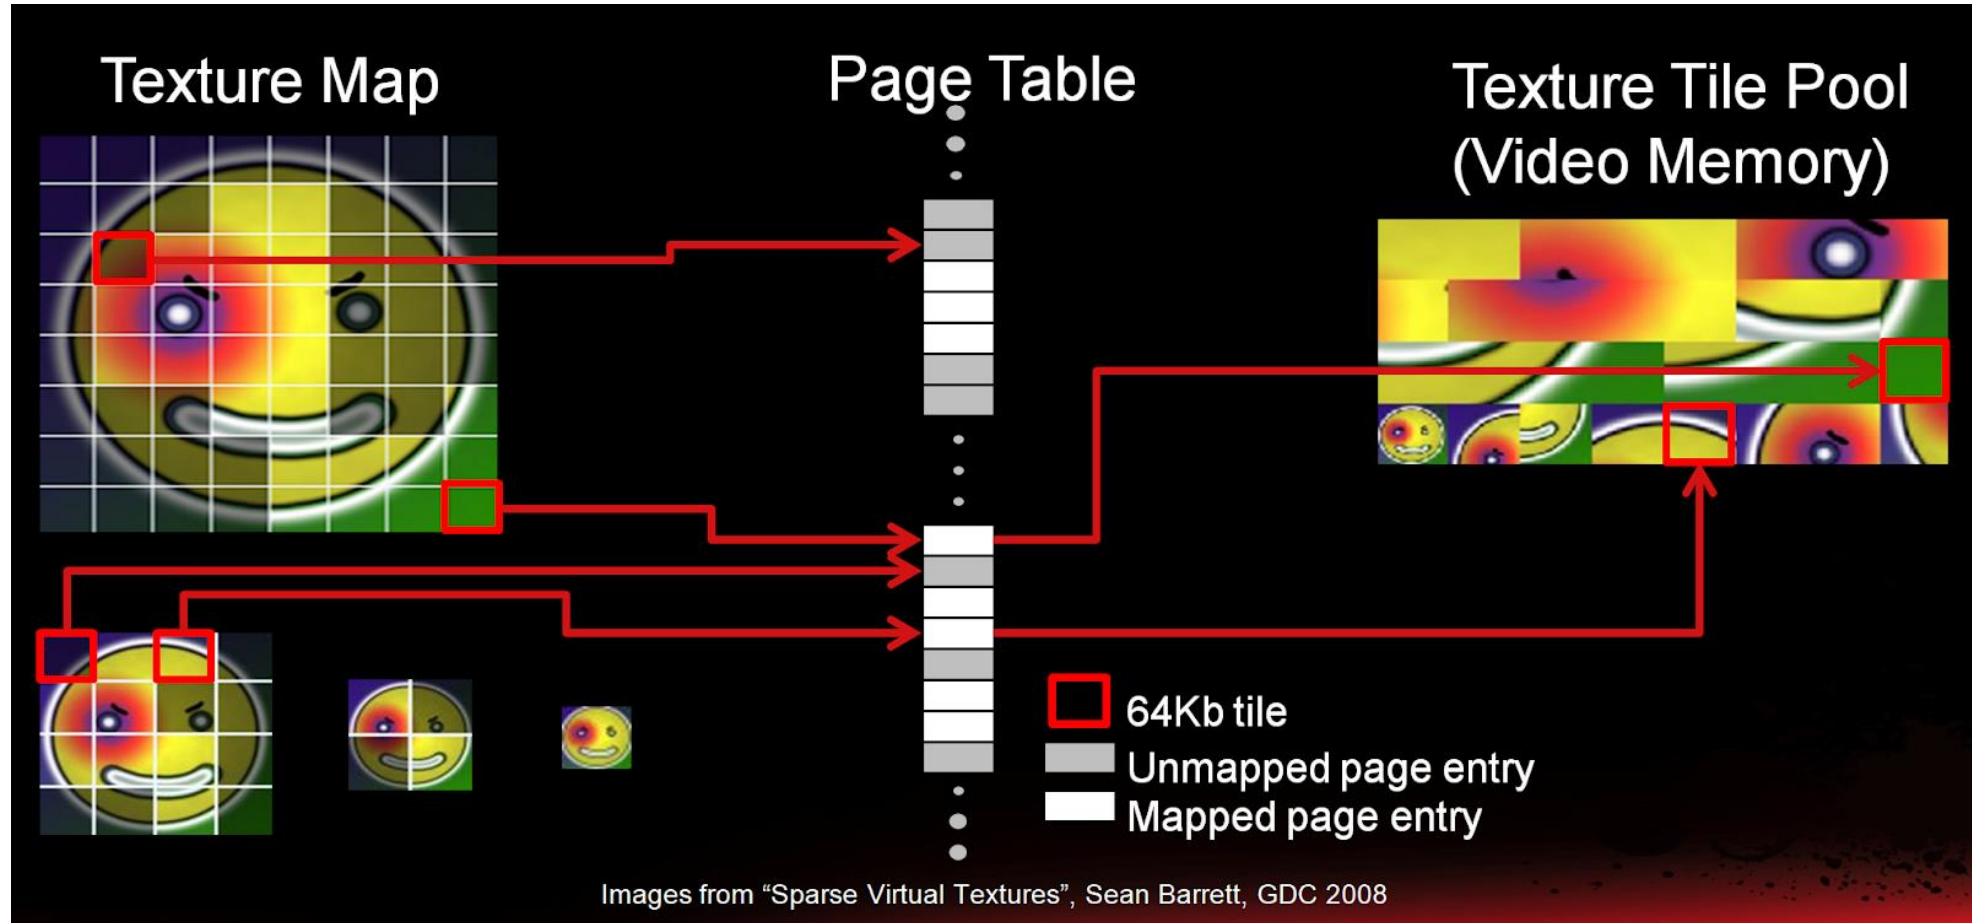 Texture Map
Page Table
Texture Tile Pool
(Video Memory)
64Kb tile
Unmapped page entry
Mapped page entry
Images from “Sparse Virtual Textures”, Sean Barrett, GDC 2008